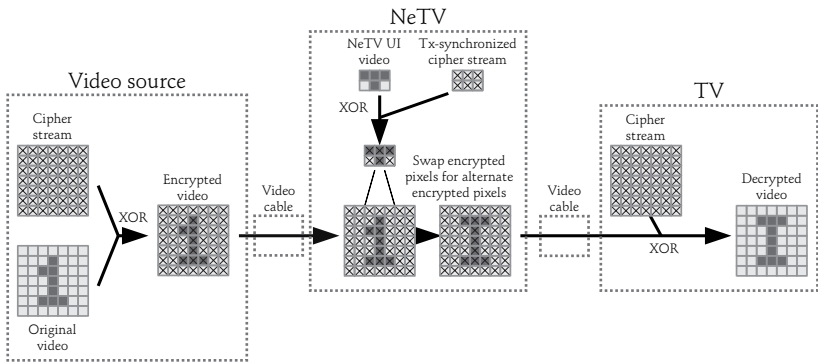 NeTV
NeTV UI
video
Tx-synchronized
cipher stream
XOR
Swap encrypted
pixels for alternate
encrypted pixels
Video source
Cipher
stream
XOR
Encrypted
video
Original
video
Video
cable
Video
cable
TV
Cipher
stream
XOR
Decrypted
video